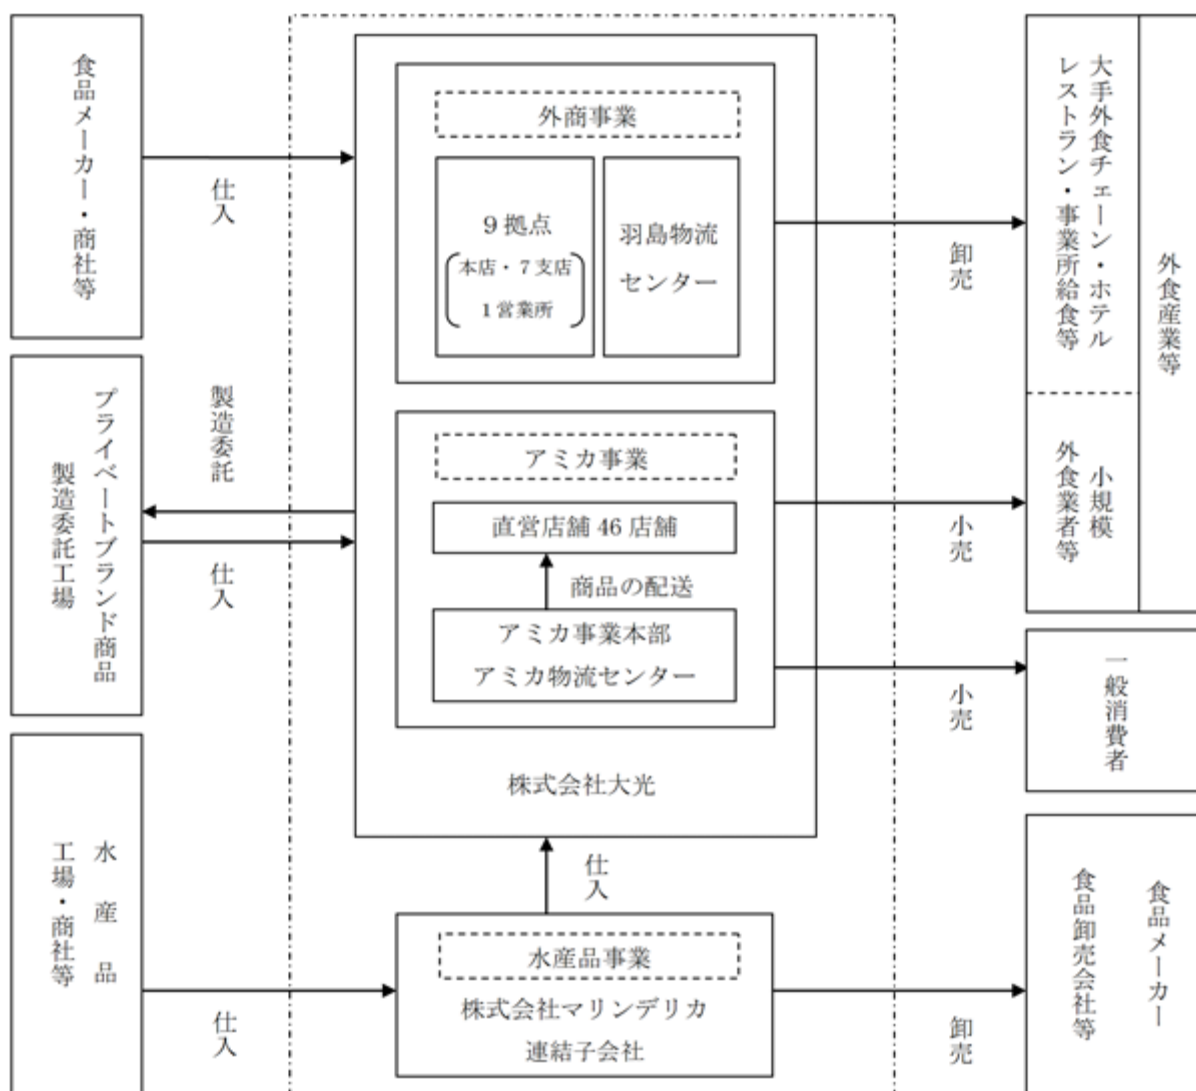 食品メーカー・商社等
仕入
外商事業
9 拠点
本店・7支店
1営業所
羽島物流
センター
卸売
大手外食チェーン・ホテル
レストラン・事業所給食等
外食産業等
プライベートブランド商品
製造委託工場
製造委託
仕入
アミカ事業
直営店舗 46 店舗
商品の配送
アミカ事業本部
アミカ物流センター
小売
小規模
外食業者等
小売
一般消費者
株式会社大光
仕入
水産品
工場・商社等
仕入
水産品事業
株式会社マリンデリカ
連結子会社
卸売
食品メーカー
食品卸売会社等